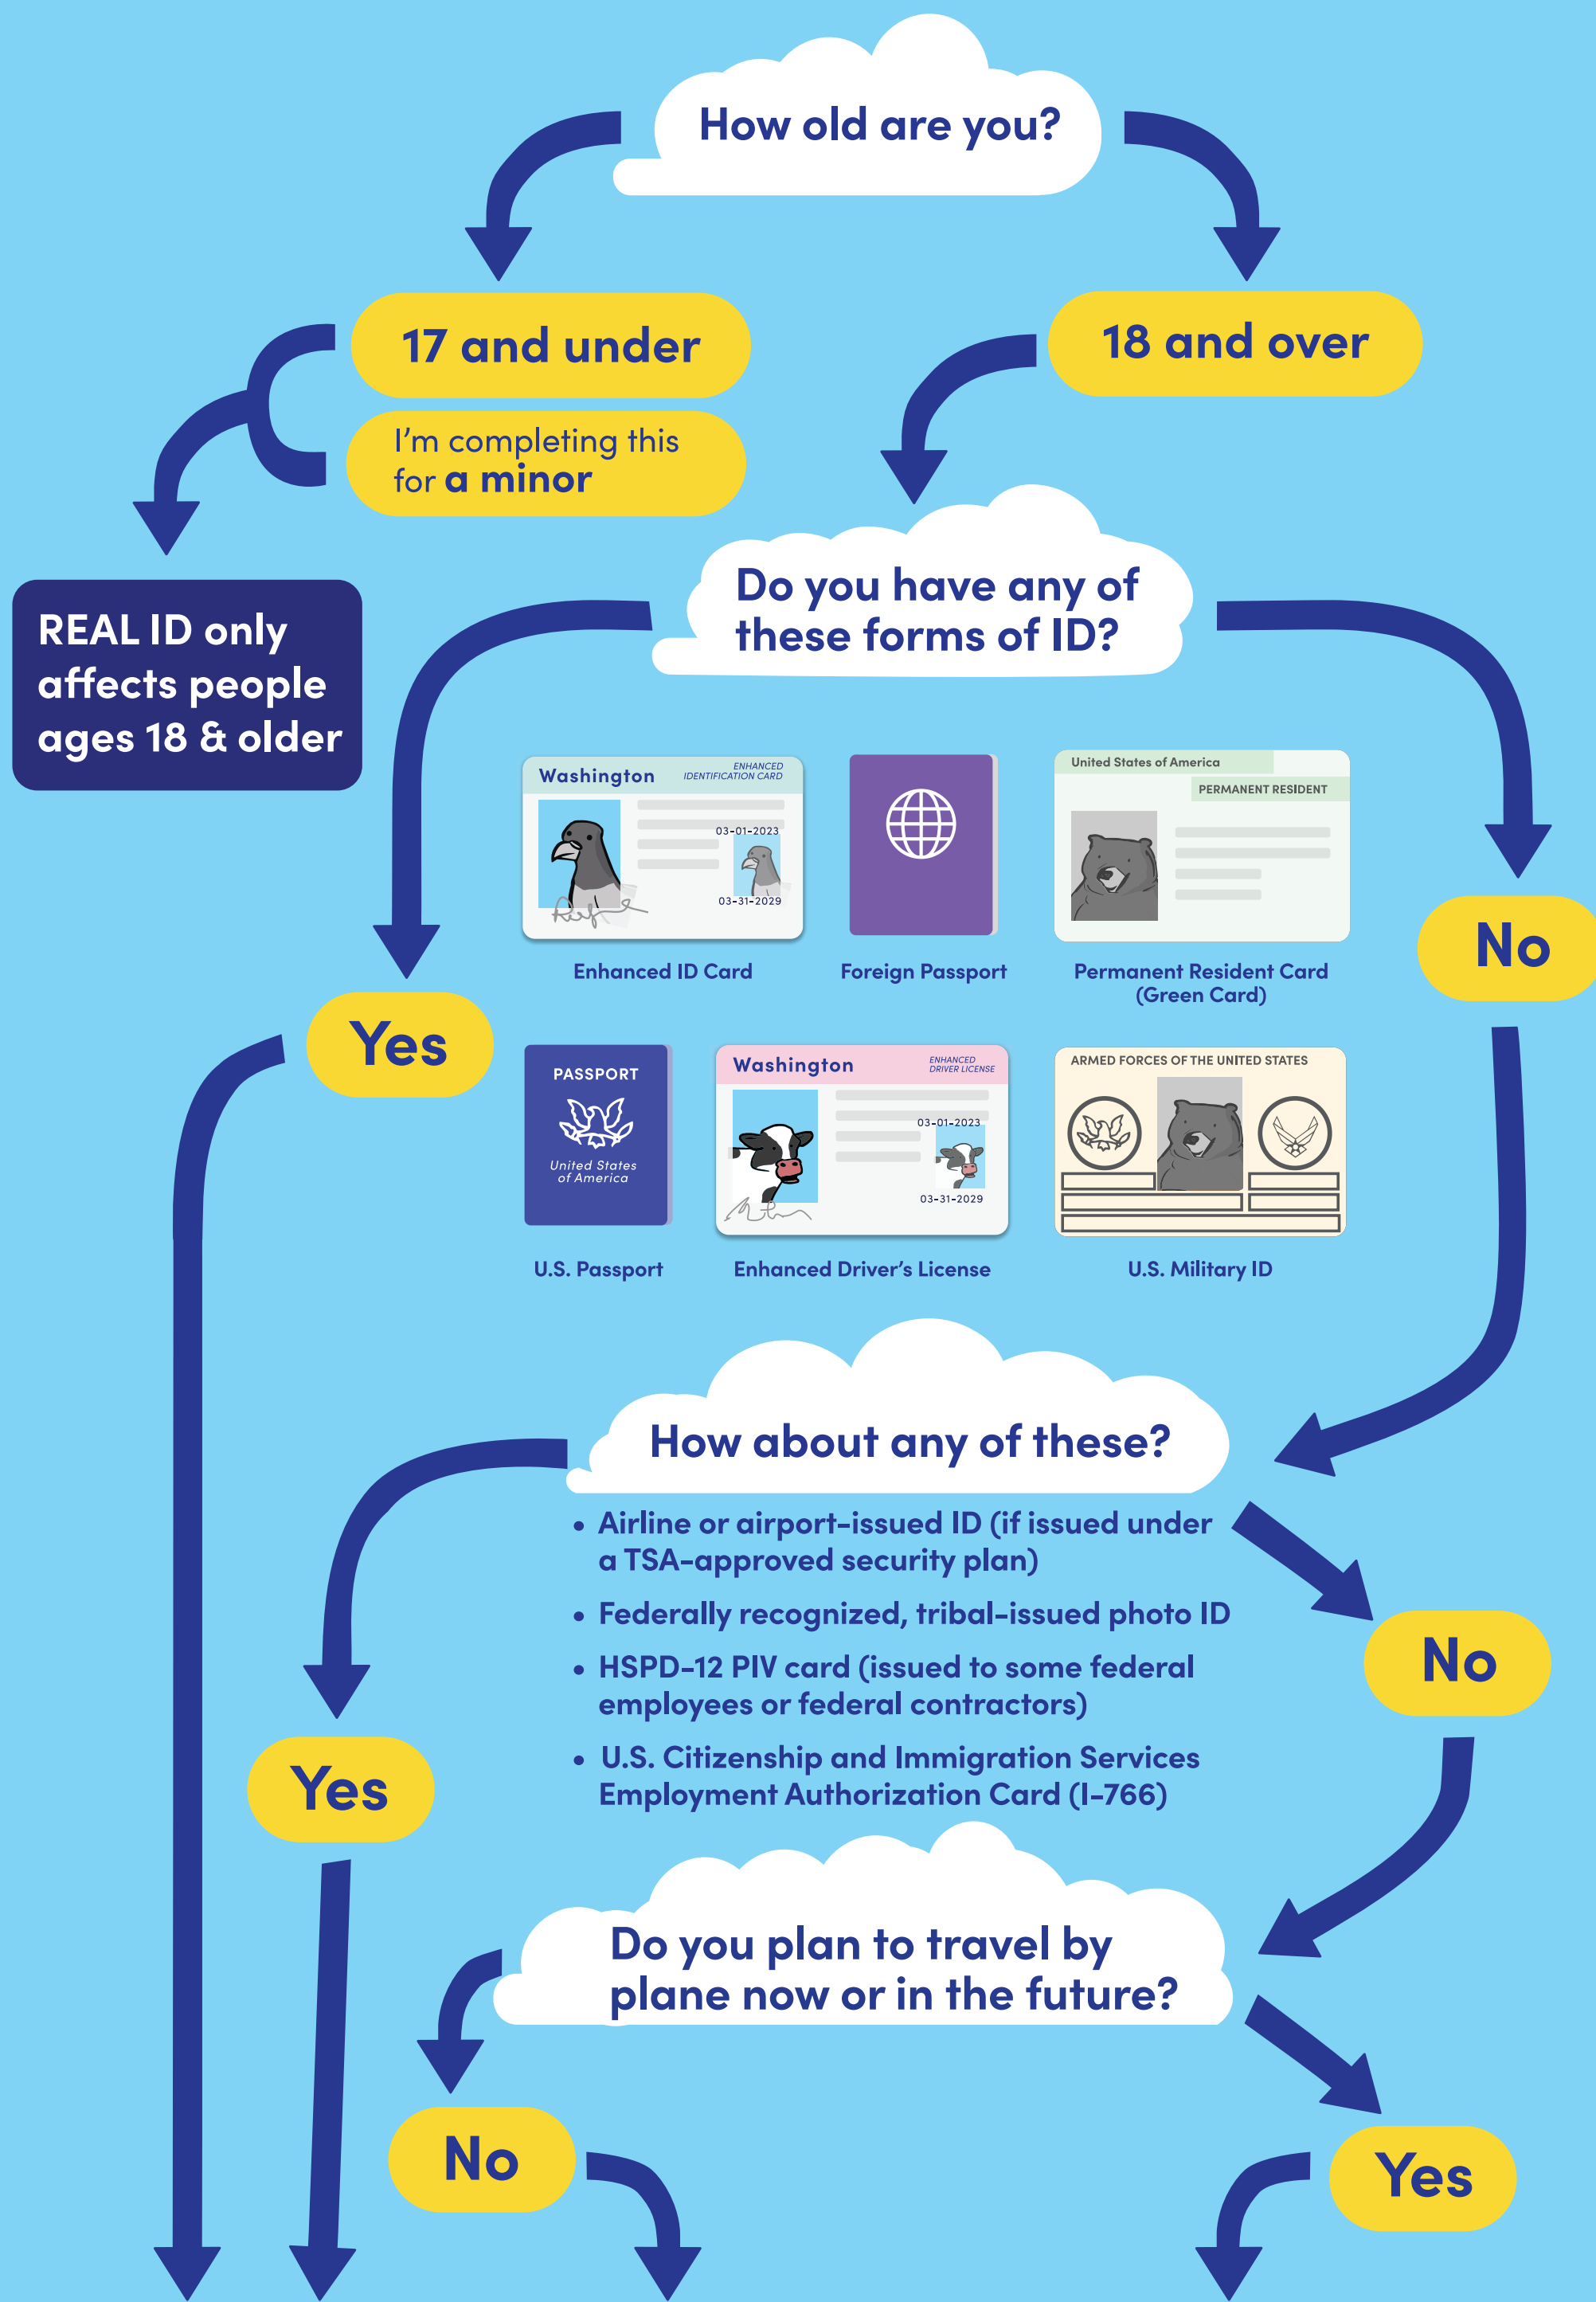 How old are you?
17 and under
18 and over
I'm completing this
for a minor
REAL ID only
affects people
ages 18 & older
Do you have any of
these forms of ID?
Washington
ENHANCED
IDENTIFICATION CARD
03-01-2023
03-31-2029
Enhanced ID Card
Foreign Passport
United States of America
PERMANENT RESIDENT
Permanent Resident Card
(Green Card)
No
Yes
PASSPORT
United States
of America
U.S. Passport
Washington
ENHANCED
DRIVER LICENSE
03-01-2023
03-31-2029
Enhanced Driver's License
ARMED FORCES OF THE UNITED STATES
U.S. Military ID
How about any of these?
• Airline or airport-issued ID (if issued under
a TSA-approved security plan)
• Federally recognized, tribal-issued photo ID
• HSPD-12 PIV card (issued to some federal
employees or federal contractors)
• U.S. Citizenship and Immigration Services
Employment Authorization Card (I-766)
No
Yes
Do you plan to travel by
plane now or in the future?
No
Yes